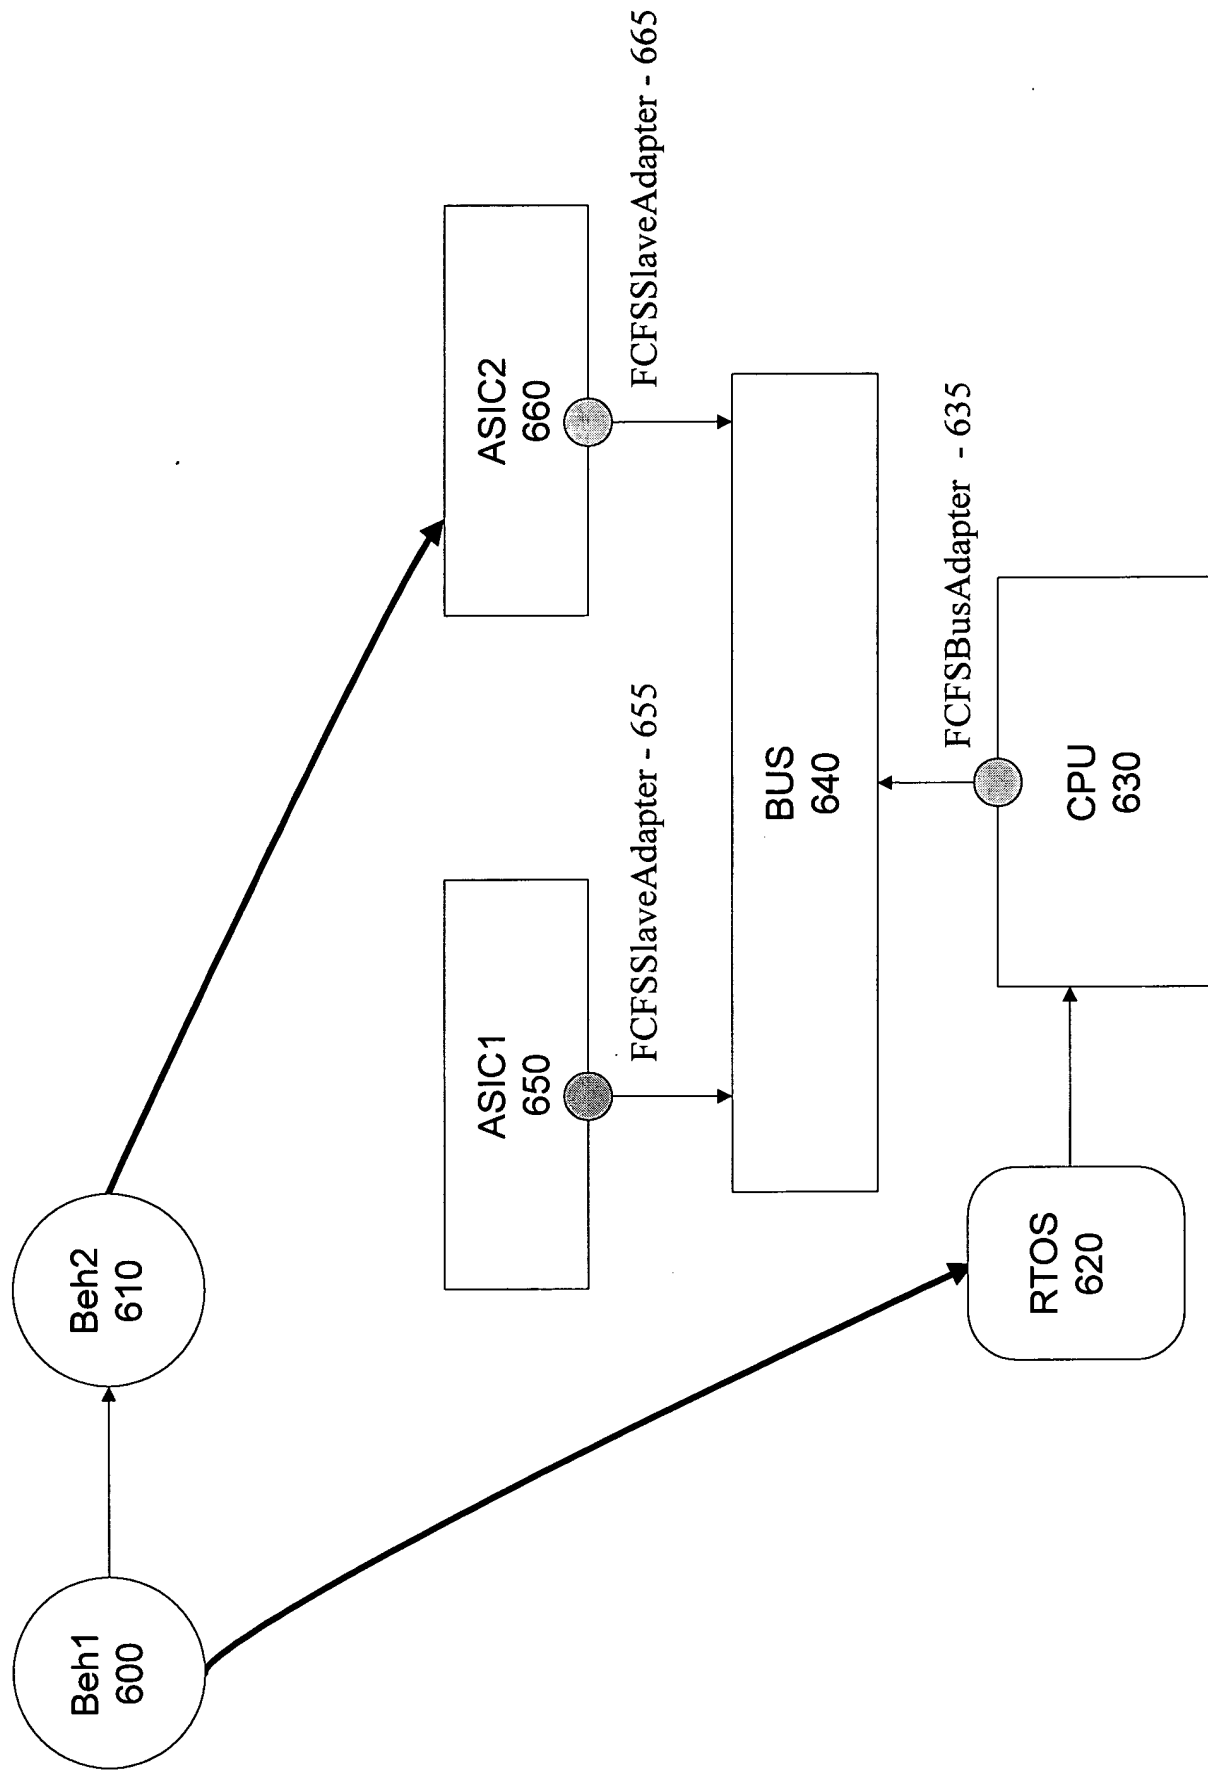 Beh1
600
Beh2
610
ASIC1
650
ASIC2
660
FCFSSlaveAdapter - 655
FCFSSlaveAdapter - 665
BUS
640
FCFSBusAdapter - 635
RTOS
620
CPU
630